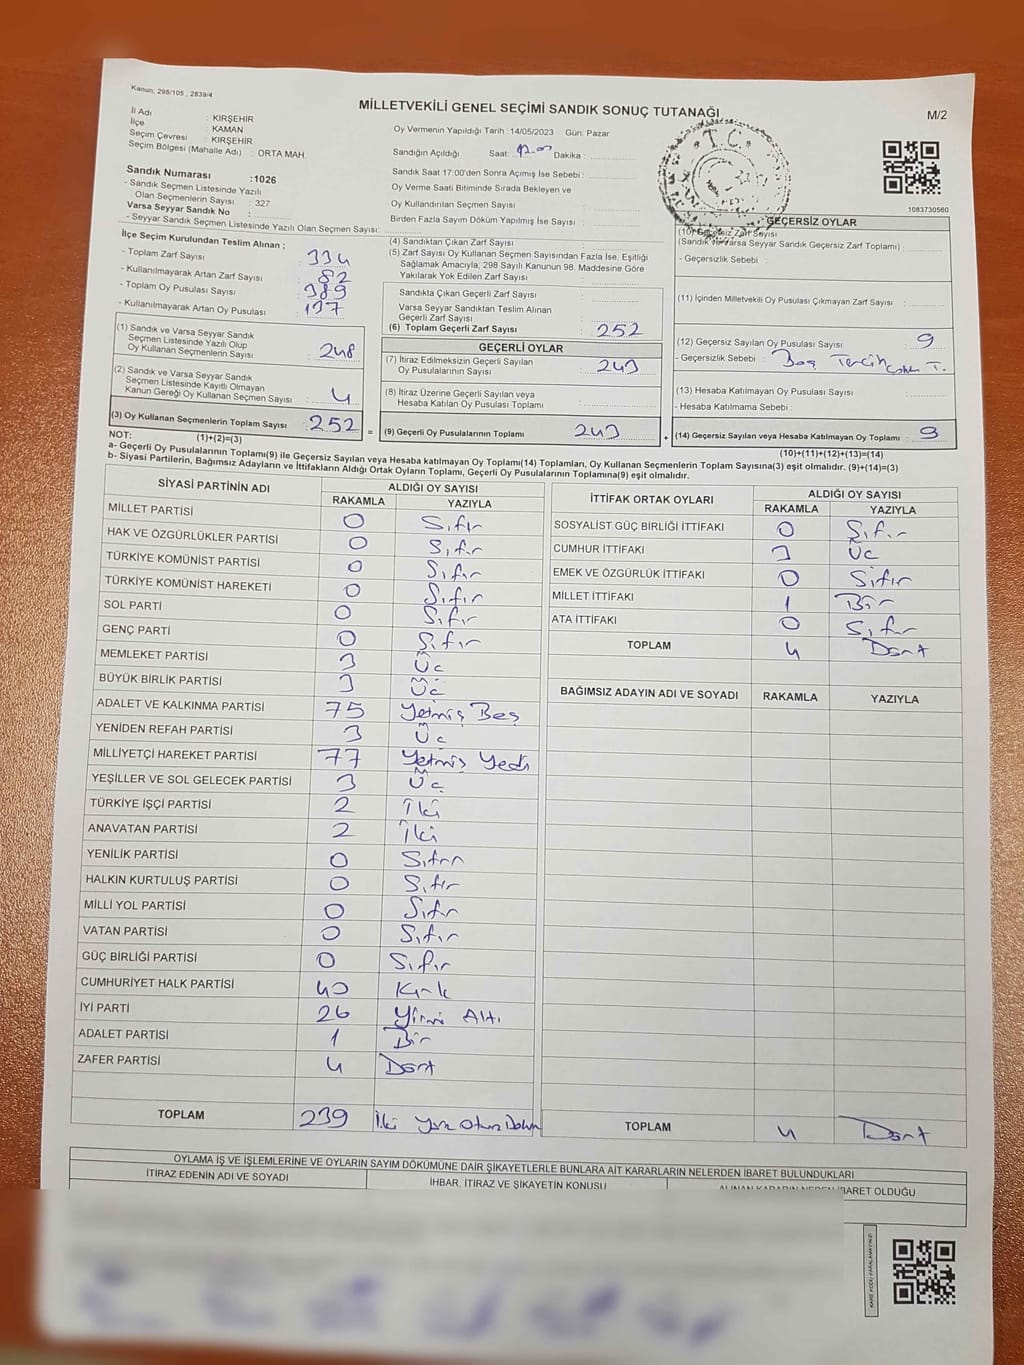 Kanun; 298/105 , 2839/4
MİLLETVEKİLİ GENEL SEÇİMİ SANDIK SONUÇ TUTANAĞI
M/2
İl Adı : KIRŞEHİR
İlçe : KAMAN
Seçim Çevresi : KIRŞEHİR
Seçim Bölgesi (Mahalle Adı) : ORTA MAH.
Sandık Numarası :1026
- Sandık Seçmen Listesinde Yazılı
Olan Seçmenlerin Sayısı : 327
Varsa Seyyar Sandık No :
- Seyyar Sandık Seçmen Listesinde Yazılı Olan Seçmen Sayısı:
Oy Vermenin Yapıldığı Tarih :14/05/2023 Gün: Pazar
Sandığın Açıldığı Saat: Dakika :
Sandık Saat 17:00'den Sonra Açımış İse Sebebi :
Oy Verme Saati Bitiminde Sırada Bekleyen ve
Oy Kullandırılan Seçmen Sayısı :
Birden Fazla Sayım Döküm Yapılmış İse Sayısı :
T.C.
1083730560
İlçe Seçim Kurulundan Teslim Alınan ;
- Toplam Zarf Sayısı : 334
- Kullanılmayarak Artan Zarf Sayısı : 82
- Toplam Oy Pusulası Sayısı : 389
- Kullanılmayarak Artan Oy Pusulası : 137
(1) Sandık ve Varsa Seyyar Sandık
Seçmen Listesinde Yazılı Olup
Oy Kullanan Seçmenlerin Sayısı : 248
(2) Sandık ve Varsa Seyyar Sandık
Seçmen Listesinde Kayıtlı Olmayan
Kanun Gereği Oy Kullanan Seçmen Sayısı : 4
(3) Oy Kullanan Seçmenlerin Toplam Sayısı : 252
(4) Sandıktan Çıkan Zarf Sayısı :
(5) Zarf Sayısı Oy Kullanan Seçmen Sayısından Fazla İse, Eşitliği
Sağlamak Amacıyla; 298 Sayılı Kanunun 98. Maddesine Göre
Yakılarak Yok Edilen Zarf Sayısı :
Sandıkta Çıkan Geçerli Zarf Sayısı :
Varsa Seyyar Sandıktan Teslim Alınan
Geçerli Zarf Sayısı :
(6) Toplam Geçerli Zarf Sayısı : 252
GEÇERLİ OYLAR
(7) İtiraz Edilmeksizin Geçerli Sayılan
Oy Pusulalarının Sayısı : 243
(8) İtiraz Üzerine Geçerli Sayılan veya
Hesaba Katılan Oy Pusulası Toplamı :
= (9) Geçerli Oy Pusulalarının Toplamı 243 +
GEÇERSİZ OYLAR
(10) Geçersiz Zarf Sayısı
(Sandık ve Varsa Seyyar Sandık Geçersiz Zarf Toplamı) :
- Geçersizlik Sebebi :
(11) İçinden Milletvekili Oy Pusulası Çıkmayan Zarf Sayısı :
(12) Geçersiz Sayılan Oy Pusulası Sayısı : 9
- Geçersizlik Sebebi : Boş Tercih
(13) Hesaba Katılmayan Oy Pusulası Sayısı :
- Hesaba Katılmama Sebebi :
(14) Geçersiz Sayılan veya Hesaba Katılmayan Oy Toplamı : 9
NOT: (1)+(2)=(3)
(10)+(11)+(12)+(13)=(14)
a- Geçerli Oy Pusulalarının Toplamı(9) ile Geçersiz Sayılan veya Hesaba katılmayan Oy Toplamı(14) Toplamları, Oy Kullanan Seçmenlerin Toplam Sayısına(3) eşit olmalıdır. (9)+(14)=(3)
b- Siyasi Partilerin, Bağımsız Adayların ve İttifakların Aldığı Ortak Oyların Toplamı, Geçerli Oy Pusulalarının Toplamına(9) eşit olmalıdır.
SİYASİ PARTİNİN ADI ALDIĞI OY SAYISI
RAKAMLA YAZIYLA
MİLLET PARTİSİ 0 Sıfır
HAK VE ÖZGÜRLÜKLER PARTİSİ 0 Sıfır
TÜRKİYE KOMÜNİST PARTİSİ 0 Sıfır
TÜRKİYE KOMÜNİST HAREKETİ 0 Sıfır
SOL PARTİ 0 Sıfır
GENÇ PARTİ 0 Sıfır
MEMLEKET PARTİSİ 3 Üç
BÜYÜK BİRLİK PARTİSİ 3 Üç
ADALET VE KALKINMA PARTİSİ 75 Yetmiş Beş
YENİDEN REFAH PARTİSİ 3 Üç
MİLLİYETÇİ HAREKET PARTİSİ 77 Yetmiş Yedi
YEŞİLLER VE SOL GELECEK PARTİSİ 3 Üç
TÜRKİYE İŞÇİ PARTİSİ 2 İki
ANAVATAN PARTİSİ 2 İki
YENİLİK PARTİSİ 0 Sıfır
HALKIN KURTULUŞ PARTİSİ 0 Sıfır
MİLLİ YOL PARTİSİ 0 Sıfır
VATAN PARTİSİ 0 Sıfır
GÜÇ BİRLİĞİ PARTİSİ 0 Sıfır
CUMHURİYET HALK PARTİSİ 40 Kırk
İYİ PARTİ 26 Yirmi Altı
ADALET PARTİSİ 1 Bir
ZAFER PARTİSİ 4 Dört
TOPLAM 239 İki Yüz Otuz Dokuz
İTTİFAK ORTAK OYLARI ALDIĞI OY SAYISI
RAKAMLA YAZIYLA
SOSYALİST GÜÇ BİRLİĞİ İTTİFAKI 0 Sıfır
CUMHUR İTTİFAKI 3 Üç
EMEK VE ÖZGÜRLÜK İTTİFAKI 0 Sıfır
MİLLET İTTİFAKI 1 Bir
ATA İTTİFAKI 0 Sıfır
TOPLAM 4 Dört
BAĞIMSIZ ADAYIN ADI VE SOYADI RAKAMLA YAZIYLA
TOPLAM 4 Dört
OYLAMA İŞ VE İŞLEMLERİNE VE OYLARIN SAYIM DÖKÜMÜNE DAİR ŞİKAYETLERLE BUNLARA AİT KARARLARIN NELERDEN İBARET BULUNDUKLARI
İTİRAZ EDENİN ADI VE SOYADI İHBAR, İTİRAZ VE ŞİKAYETİN KONUSU ALINAN KARARIN NEDEN İBARET OLDUĞU
KARE KODU KARALAMAYINIZ!